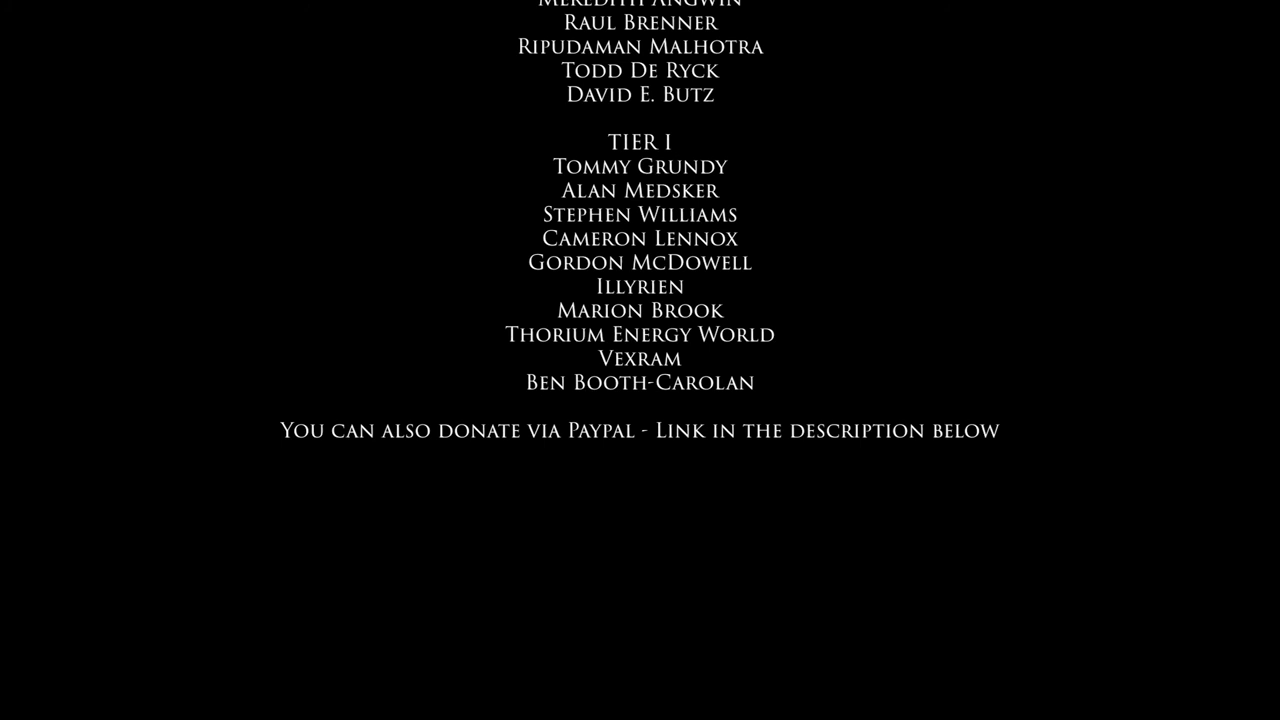 Meredith Angwin
Raul Brenner
Ripudaman Malhotra
Todd De Ryck
David E. Butz
TIER I
Tommy Grundy
Alan Medsker
Stephen Williams
Cameron Lennox
Gordon McDowell
Illyrien
Marion Brook
Thorium Energy World
Vexram
Ben Booth-Carolan
You can also donate via Paypal - Link in the description below